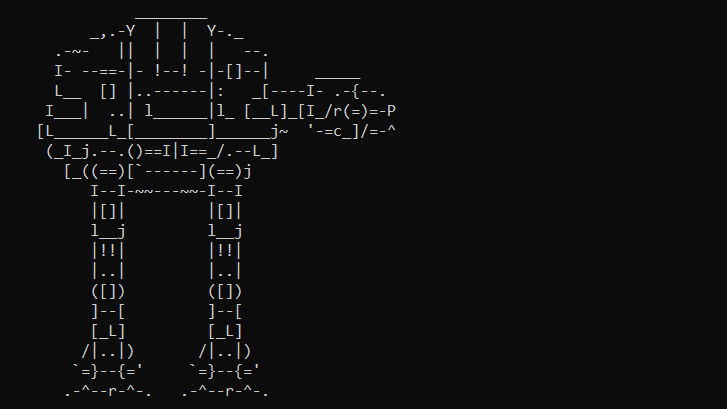 ________
      _,.-Y  |  |  Y-._
  .-~-   ||  |  |  |   --.
  I- --==-|- !--! -|-[]--|     _____
  L__  [] |..------|:   _[----I- .-{--.
 I___|  ..| l______|l_ [__L]_[I_/r(=)=-P
[L______L_[________]______j~  '-=c_]/=-^
 (_I_j.--.()==I|I==_/.--L_]
   [_((==)[`------](==)j
      I--I-~~---~~-I--I
      |[]|         |[]|
      l__j         l__j
      |!!|         |!!|
      |..|         |..|
      ([])         ([])
      ]--[         ]--[
      [_L]         [_L]
     /|..|)       /|..|)
    `=}--{='     `=}--{='
   .-^--r-^-.   .-^--r-^-.